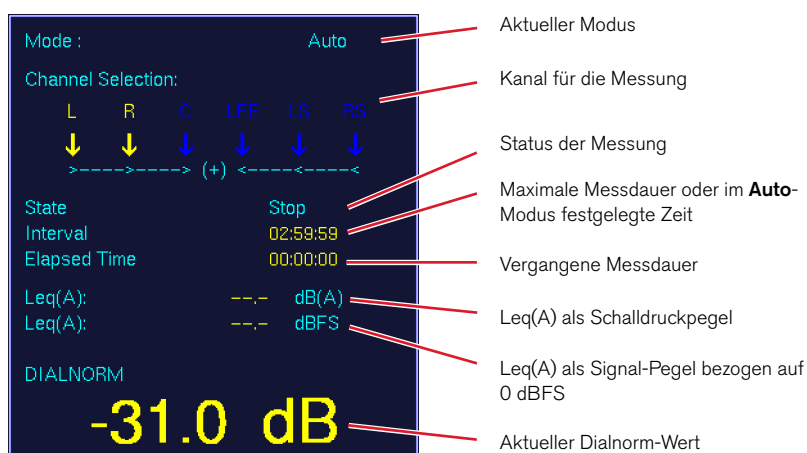 Mode : Auto
Aktueller Modus
Channel Selection:
Kanal für die Messung
L R C LFE LS RS
>---->----> (+) <----<----<
Status der Messung
State Stop
Maximale Messdauer oder im Auto-
Modus festgelegte Zeit
Interval 02:59:59
Elapsed Time 00:00:00
Vergangene Messdauer
Leq(A): --.- dB(A)
Leq(A) als Schalldruckpegel
Leq(A): --.- dBFS
Leq(A) als Signal-Pegel bezogen auf
0 dBFS
DIALNORM
-31.0 dB
Aktueller Dialnorm-Wert